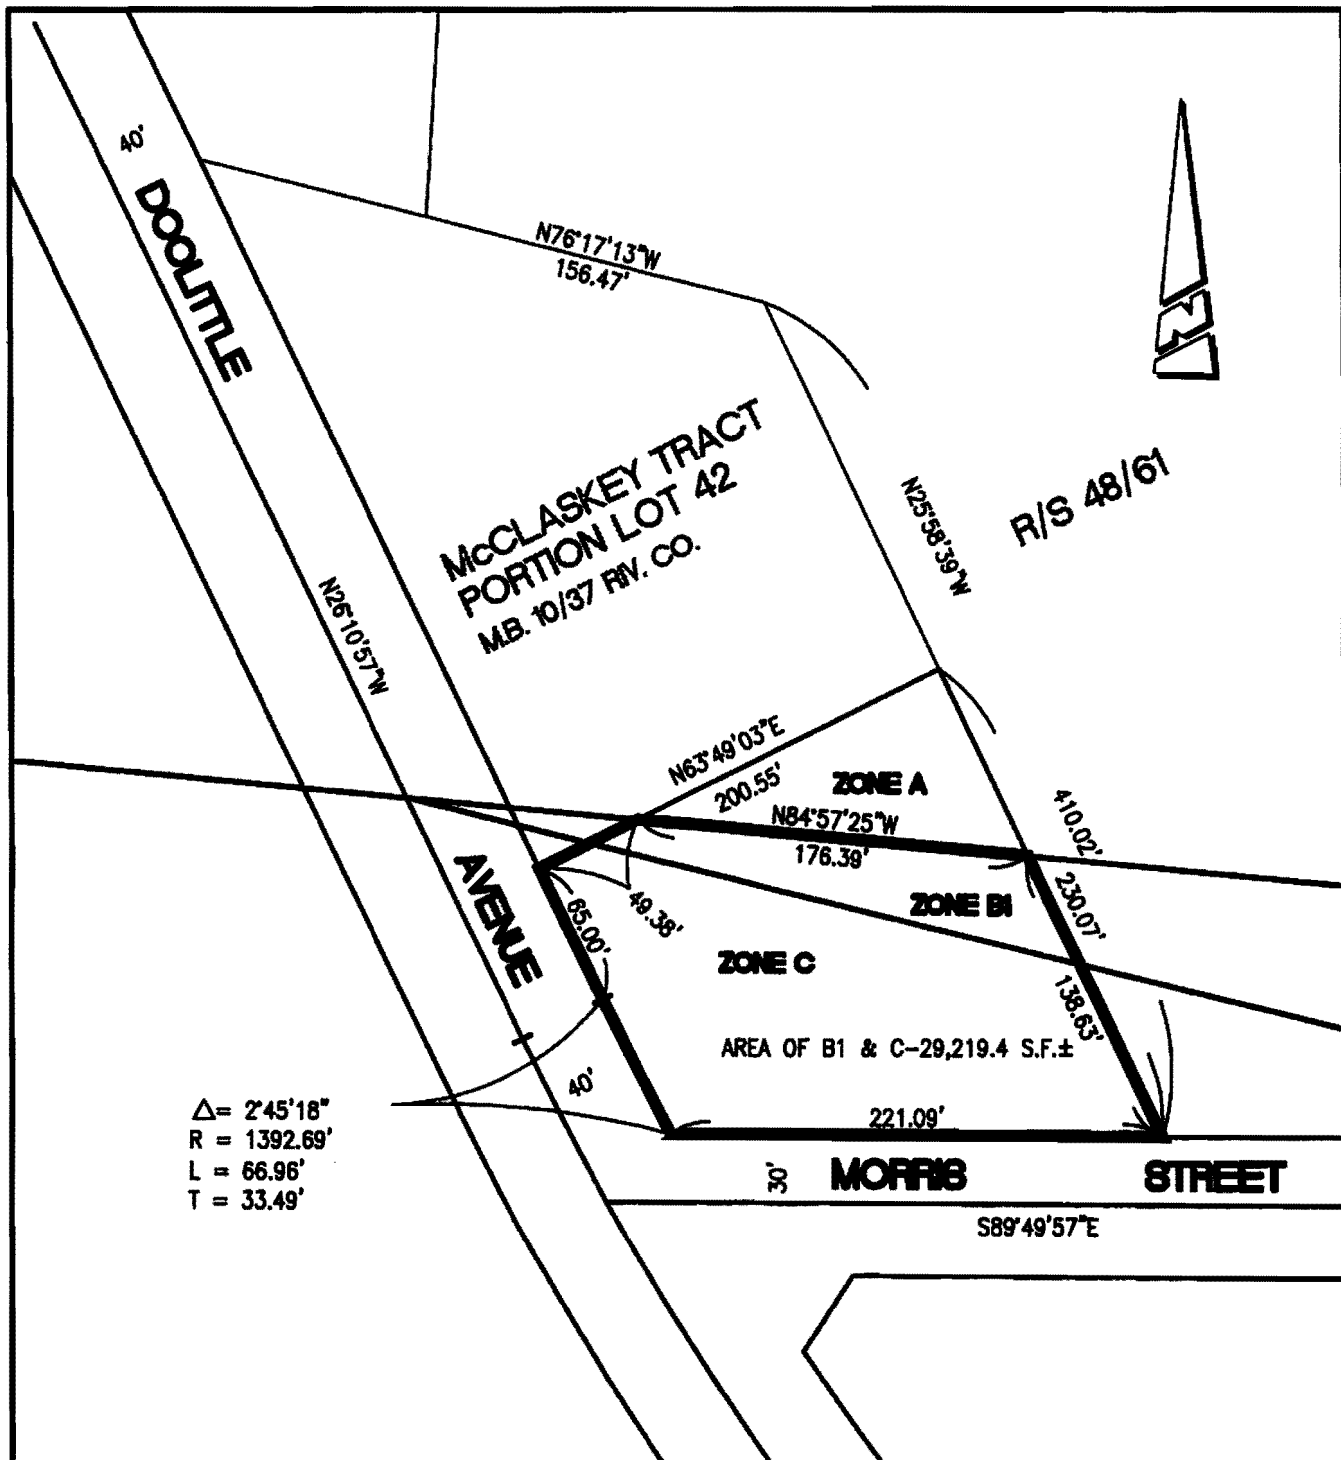 40'
DOOLITTLE
N76°17'13"W
156.47'
N
McCLASKEY TRACT
PORTION LOT 42
M.B. 10/37 RIV. CO.
R/S 48/61
N25°58'39"W
N26°10'57"W
N63°49'03"E
200.55'
ZONE A
N84°57'25"W
176.39'
410.02'
230.07'
ZONE B1
AVENUE
65.00'
49.38'
ZONE C
138.63'
AREA OF B1 & C-29,219.4 S.F.±
40'
△= 2°45'18"
R = 1392.69'
L = 66.96'
T = 33.49'
221.09'
30'
MORRIS STREET
S89°49'57"E